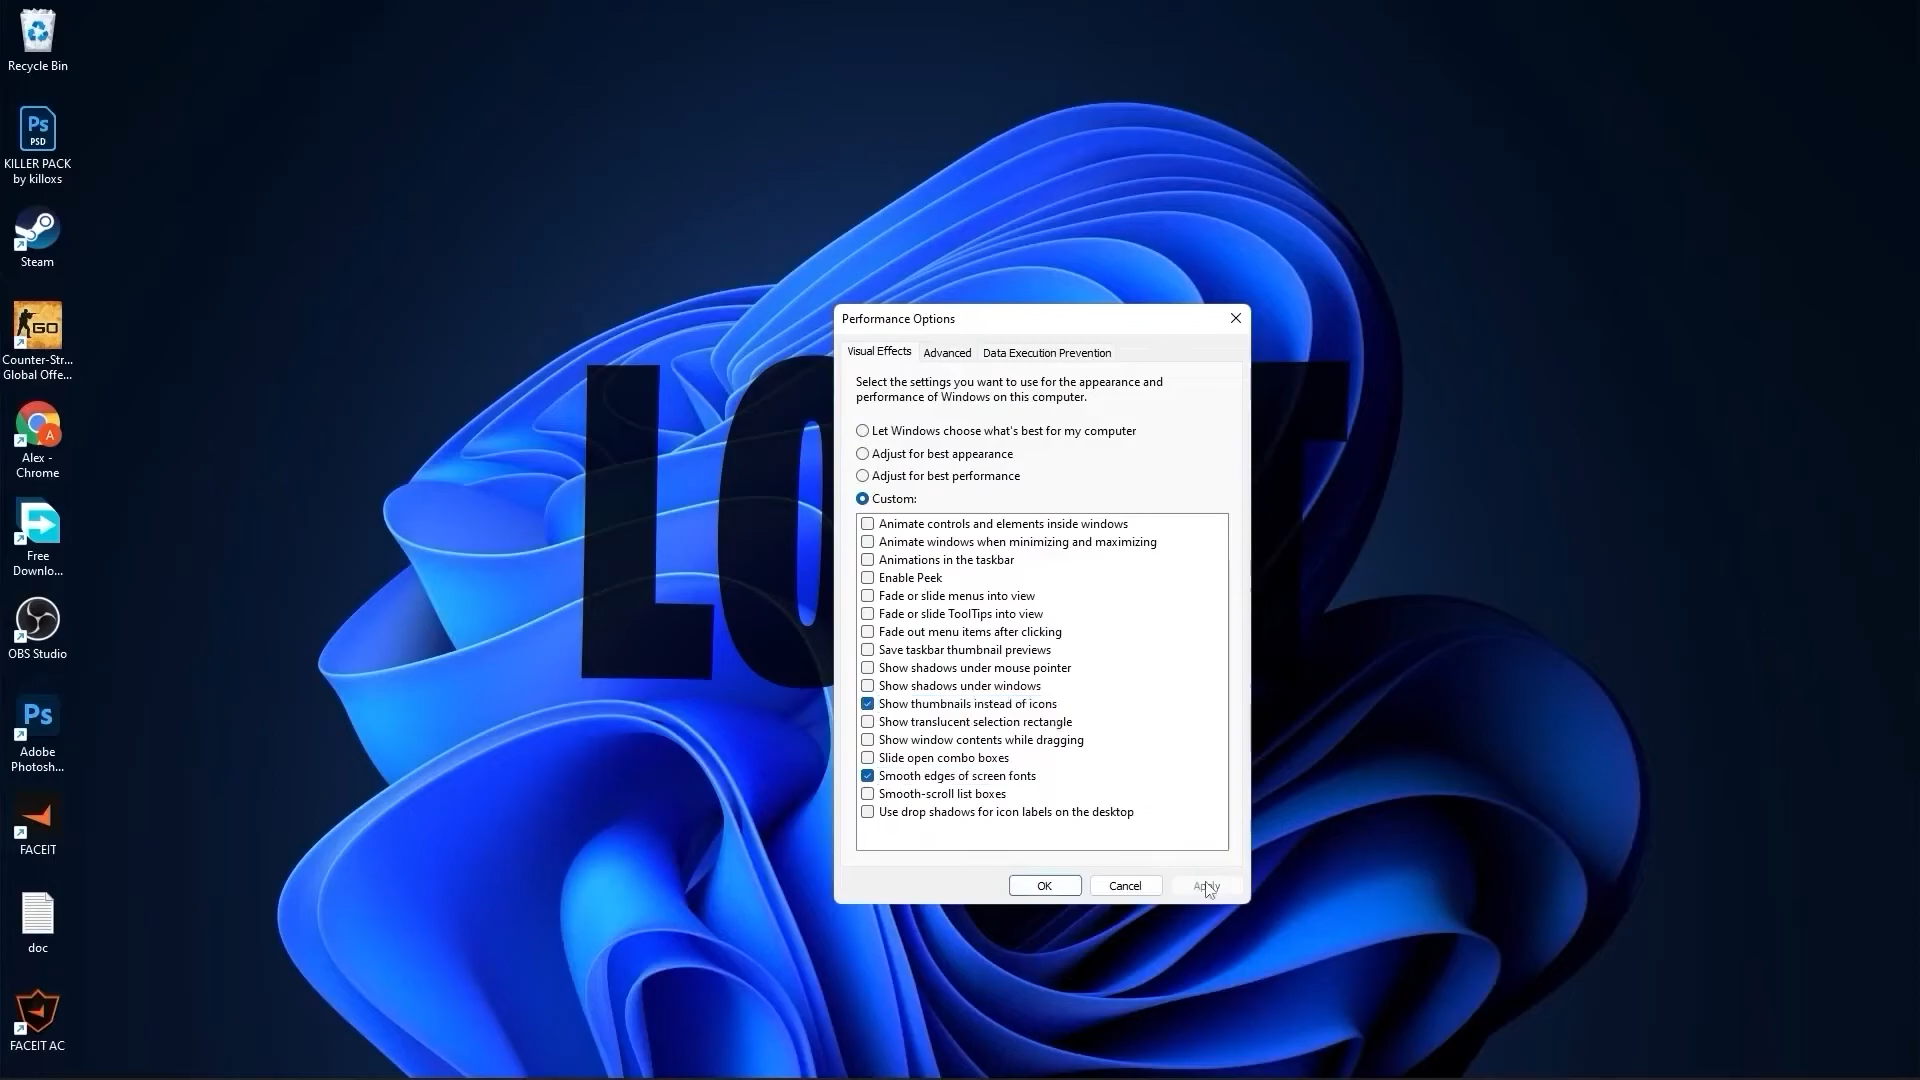 Recycle Bin
Ps
PSD
KILLER PACK
by killoxs
Steam
GO
Counter-Str...
Global Offe...
A
Alex -
Chrome
Free
Downlo...
OBS Studio
Ps
Adobe
Photosh...
FACEIT
doc
FACEIT AC
LO
T
Performance Options
Visual Effects
Advanced
Data Execution Prevention
Select the settings you want to use for the appearance and
performance of Windows on this computer.
Let Windows choose what's best for my computer
Adjust for best appearance
Adjust for best performance
Custom:
Animate controls and elements inside windows
Animate windows when minimizing and maximizing
Animations in the taskbar
Enable Peek
Fade or slide menus into view
Fade or slide ToolTips into view
Fade out menu items after clicking
Save taskbar thumbnail previews
Show shadows under mouse pointer
Show shadows under windows
Show thumbnails instead of icons
Show translucent selection rectangle
Show window contents while dragging
Slide open combo boxes
Smooth edges of screen fonts
Smooth-scroll list boxes
Use drop shadows for icon labels on the desktop
OK
Cancel
Apply